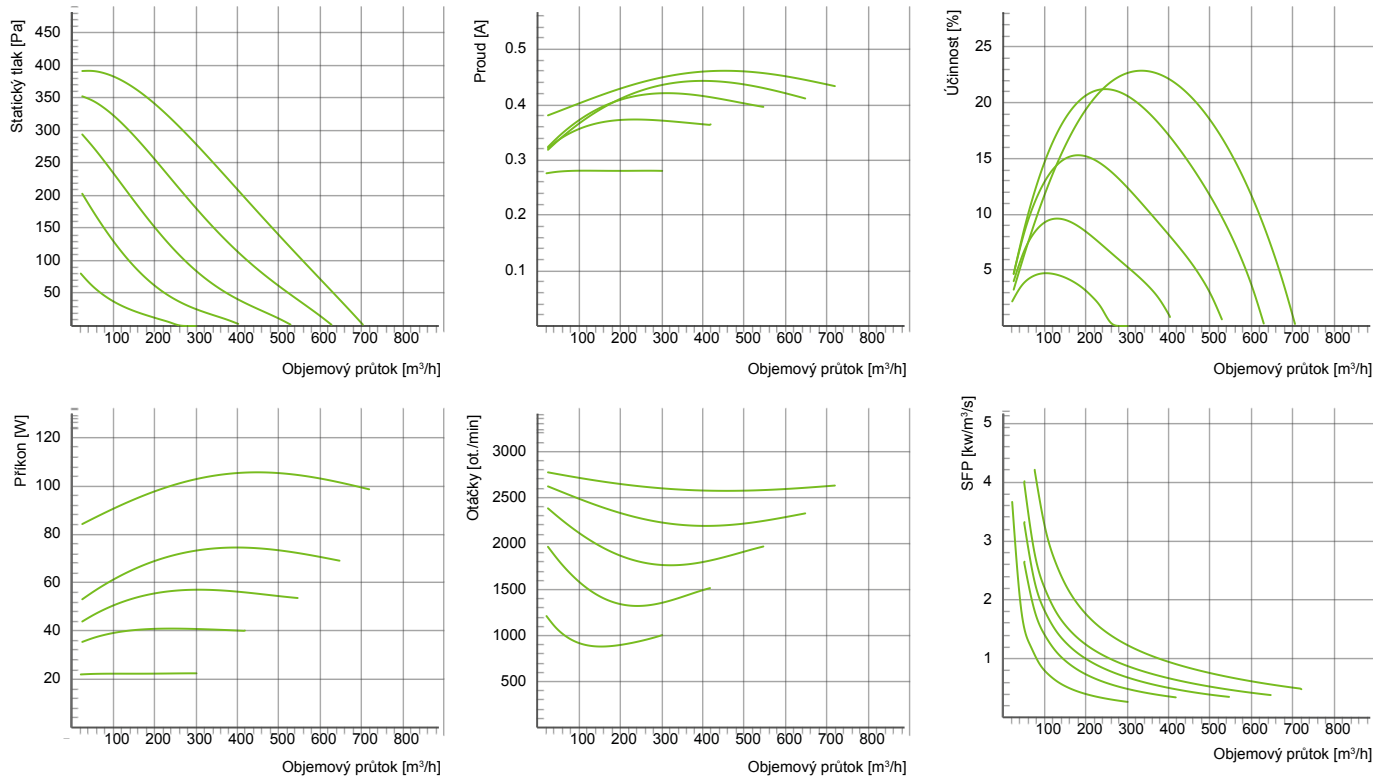 Statický tlak [Pa]
450
400
350
300
250
200
150
100
50
100 200 300 400 500 600 700 800
Objemový průtok [m³/h]
Proud [A]
0.5
0.4
0.3
0.2
0.1
100 200 300 400 500 600 700 800
Objemový průtok [m³/h]
Účinnost [%]
25
20
15
10
5
100 200 300 400 500 600 700 800
Objemový průtok [m³/h]
Příkon [W]
120
100
80
60
40
20
100 200 300 400 500 600 700 800
Objemový průtok [m³/h]
Otáčky [ot./min]
3000
2500
2000
1500
1000
500
100 200 300 400 500 600 700 800
Objemový průtok [m³/h]
SFP [kw/m³/s]
5
4
3
2
1
100 200 300 400 500 600 700 800
Objemový průtok [m³/h]